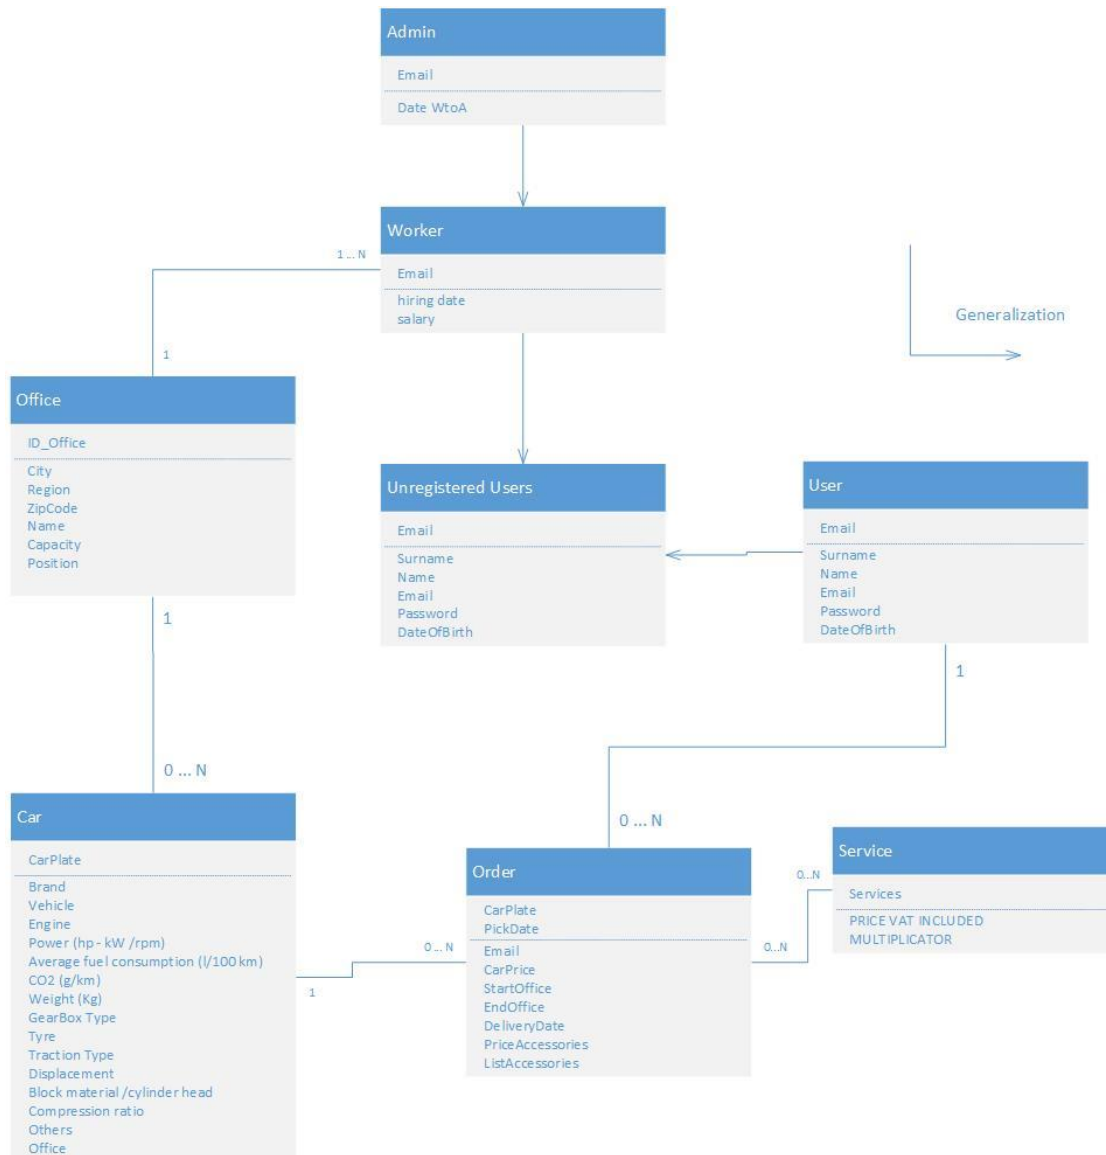 Admin
Email
Date WtoA
Worker
1 ... N
Email
hiring date
salary
Generalization
1
Office
ID_Office
City
Region
ZipCode
Name
Capacity
Position
Unregistered Users
Email
Surname
Name
Email
Password
DateOfBirth
User
Email
Surname
Name
Email
Password
DateOfBirth
1
1
0 ... N
0 ... N
Car
CarPlate
Brand
Vehicle
Engine
Power (hp - kW /rpm)
Average fuel consumption (l/100 km)
CO2 (g/km)
Weight (Kg)
GearBox Type
Tyre
Traction Type
Displacement
Block material /cylinder head
Compression ratio
Others
Office
0 ... N
1
Order
CarPlate
PickDate
Email
CarPrice
StartOffice
EndOffice
DeliveryDate
PriceAccessories
ListAccessories
0...N
0...N
Service
Services
PRICE VAT INCLUDED
MULTIPLICATOR